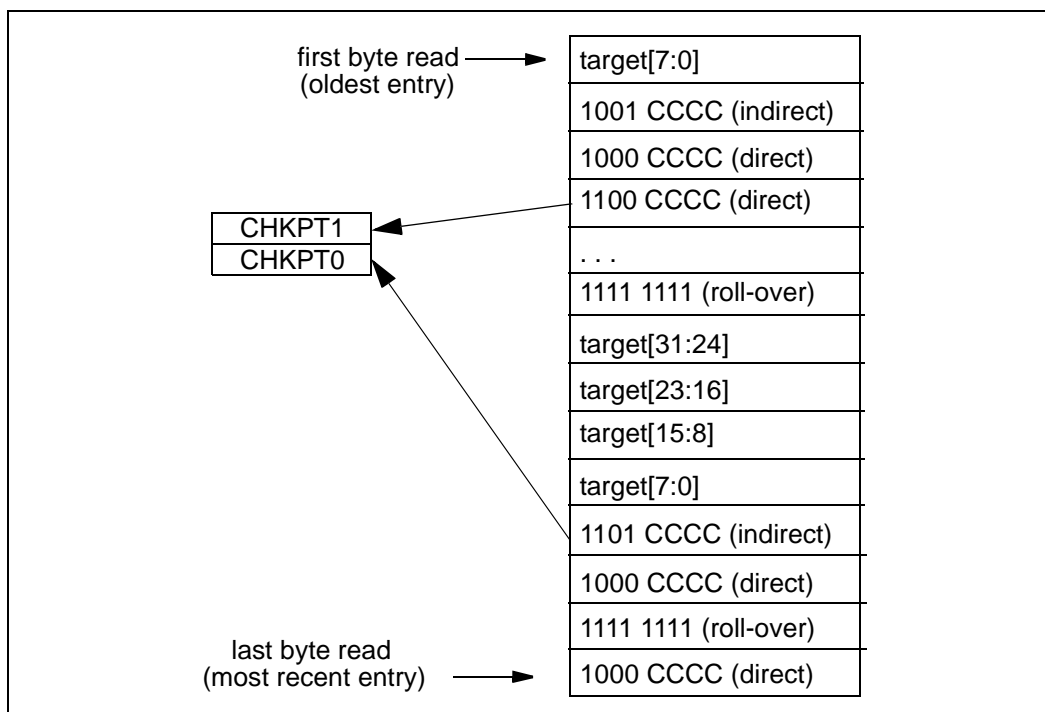 first byte read
(oldest entry)
target[7:0]
1001 CCCC (indirect)
1000 CCCC (direct)
1100 CCCC (direct)
CHKPT1
CHKPT0
. . .
1111 1111 (roll-over)
target[31:24]
target[23:16]
target[15:8]
target[7:0]
1101 CCCC (indirect)
1000 CCCC (direct)
1111 1111 (roll-over)
last byte read
(most recent entry)
1000 CCCC (direct)